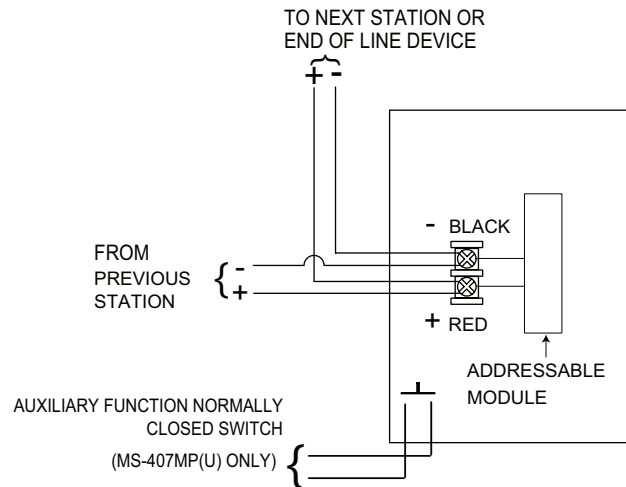 TO NEXT STATION OR
END OF LINE DEVICE
+ -
- BLACK
FROM
PREVIOUS
STATION
-
+
+ RED
ADDRESSABLE
MODULE
AUXILIARY FUNCTION NORMALLY
CLOSED SWITCH
(MS-407MP(U) ONLY)